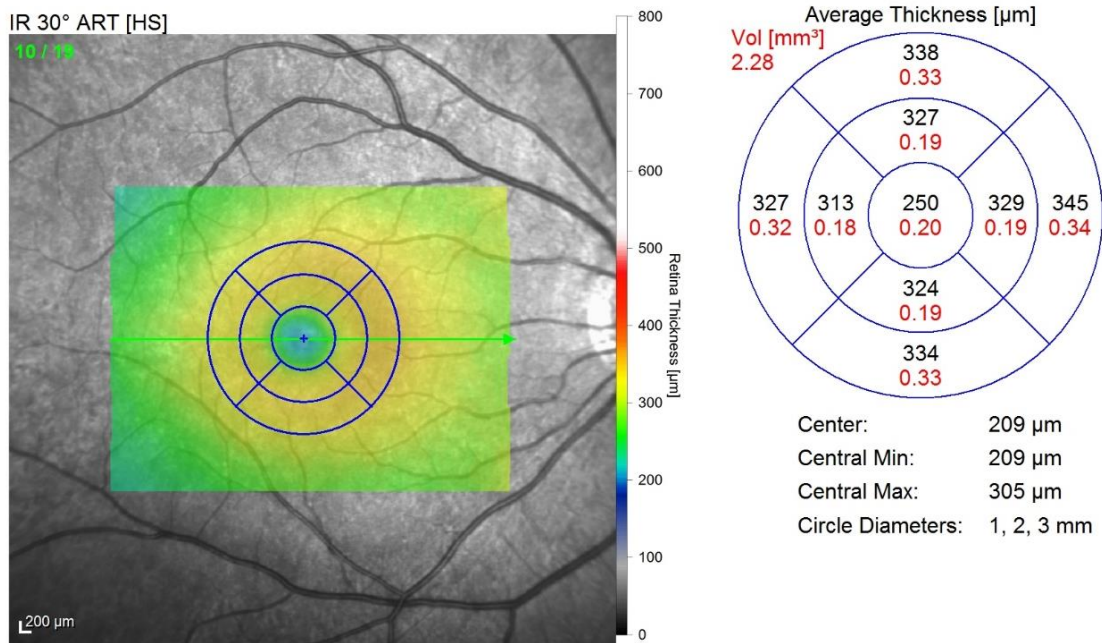 IR 30° ART [HS]
10 / 19
200 µm
800
700
600
500
400
300
200
100
0
Retina Thickness [µm]
Average Thickness [µm]
Vol [mm³]
2.28
338
0.33
327
0.19
327 313 250 329 345
0.32 0.18 0.20 0.19 0.34
324
0.19
334
0.33
Center: 209 µm
Central Min: 209 µm
Central Max: 305 µm
Circle Diameters: 1, 2, 3 mm